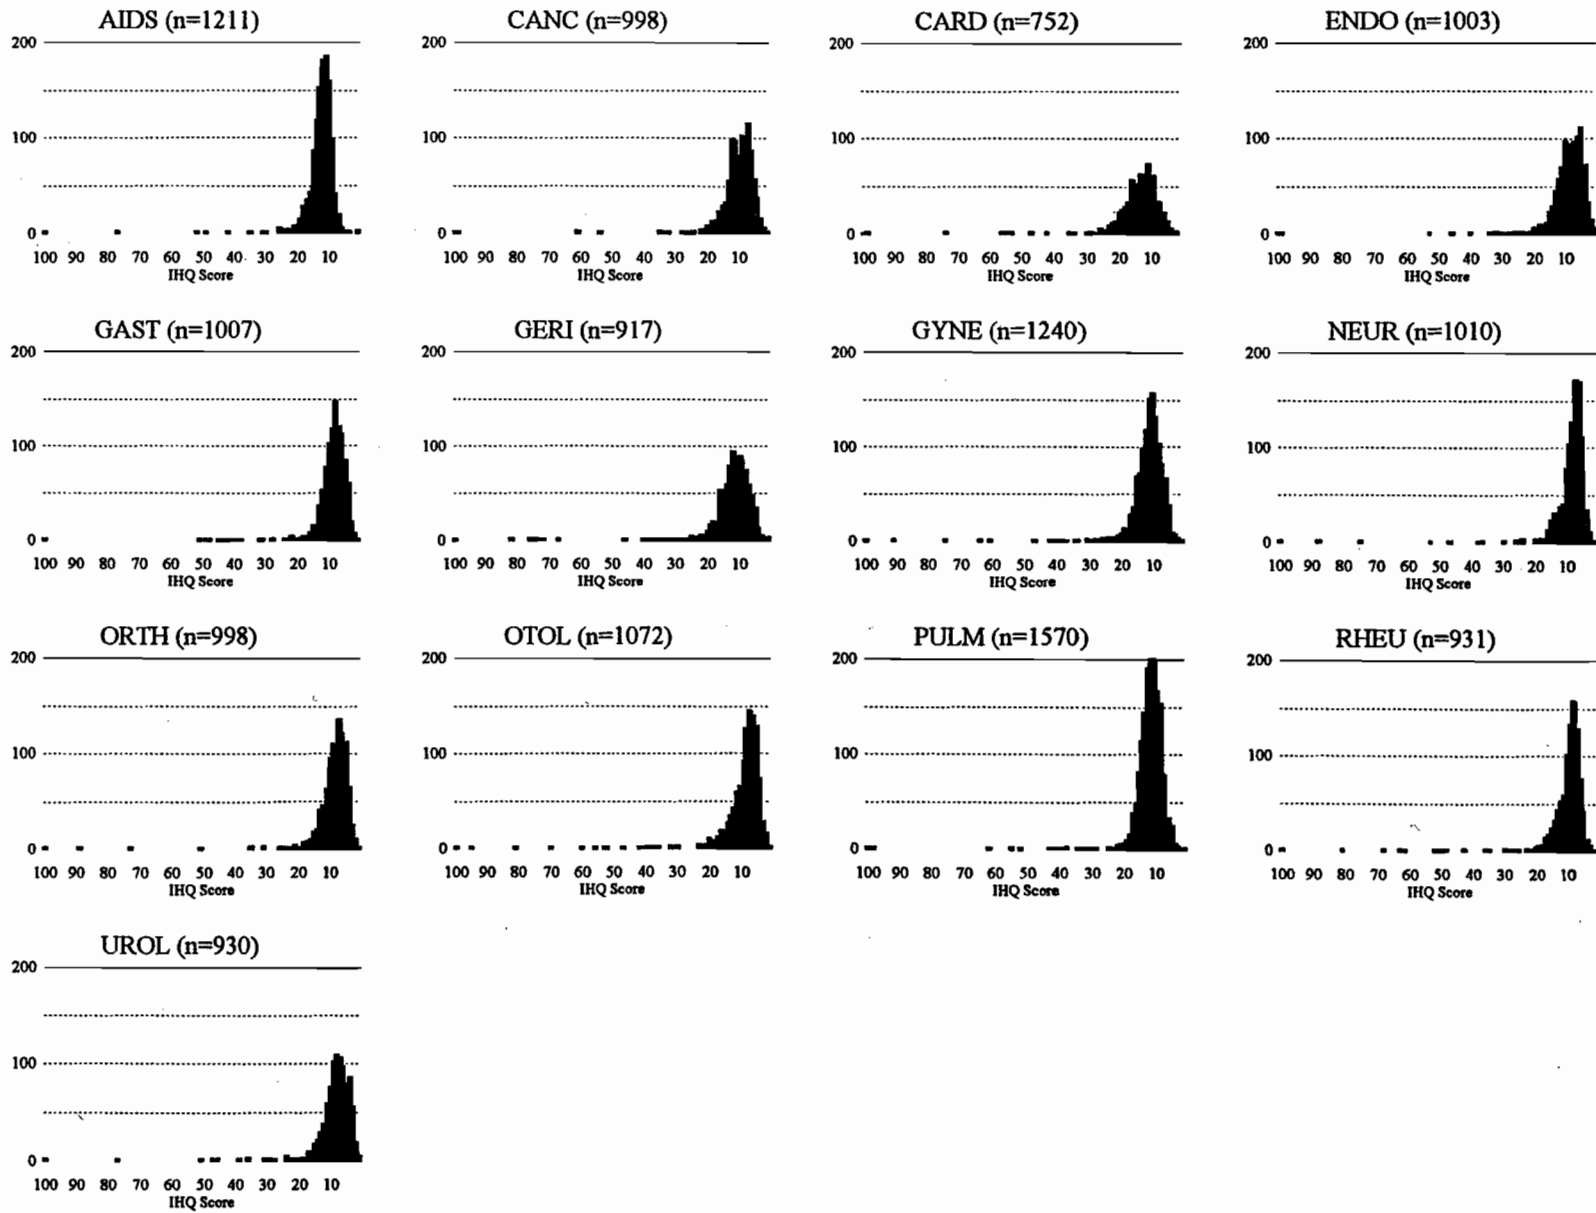 AIDS (n=1211) CANC (n=998) CARD (n=752) ENDO (n=1003)
200 200 200 200
100 100 100 100
0 0 0 0
100 90 80 70 60 50 40 30 20 10 100 90 80 70 60 50 40 30 20 10 100 90 80 70 60 50 40 30 20 10 100 90 80 70 60 50 40 30 20 10
IHQ Score IHQ Score IHQ Score IHQ Score
GAST (n=1007) GERI (n=917) GYNE (n=1240) NEUR (n=1010)
200 200 200 200
100 100 100 100
0 0 0 0
100 90 80 70 60 50 40 30 20 10 100 90 80 70 60 50 40 30 20 10 100 90 80 70 60 50 40 30 20 10 100 90 80 70 60 50 40 30 20 10
IHQ Score IHQ Score IHQ Score IHQ Score
ORTH (n=998) OTOL (n=1072) PULM (n=1570) RHEU (n=931)
200 200 200 200
100 100 100 100
0 0 0 0
100 90 80 70 60 50 40 30 20 10 100 90 80 70 60 50 40 30 20 10 100 90 80 70 60 50 40 30 20 10 100 90 80 70 60 50 40 30 20 10
IHQ Score IHQ Score IHQ Score IHQ Score
UROL (n=930)
200
100
0
100 90 80 70 60 50 40 30 20 10
IHQ Score